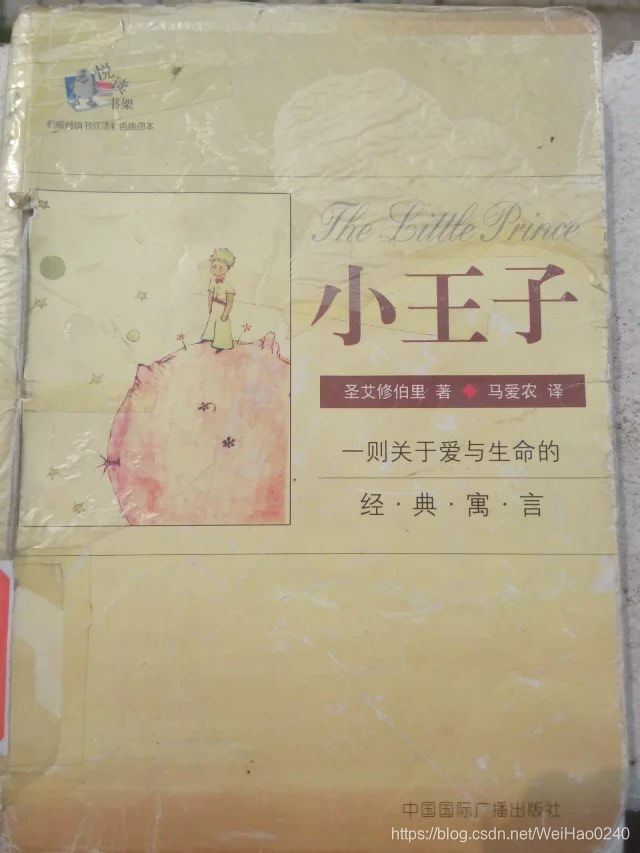 悦读
书架
The Little Prince
小王子
圣艾修伯里 著 ◆ 马爱农 译
一则关于爱与生命的
经·典·寓·言
中国国际广播出版社
https://blog.csdn.net/WeiHao0240